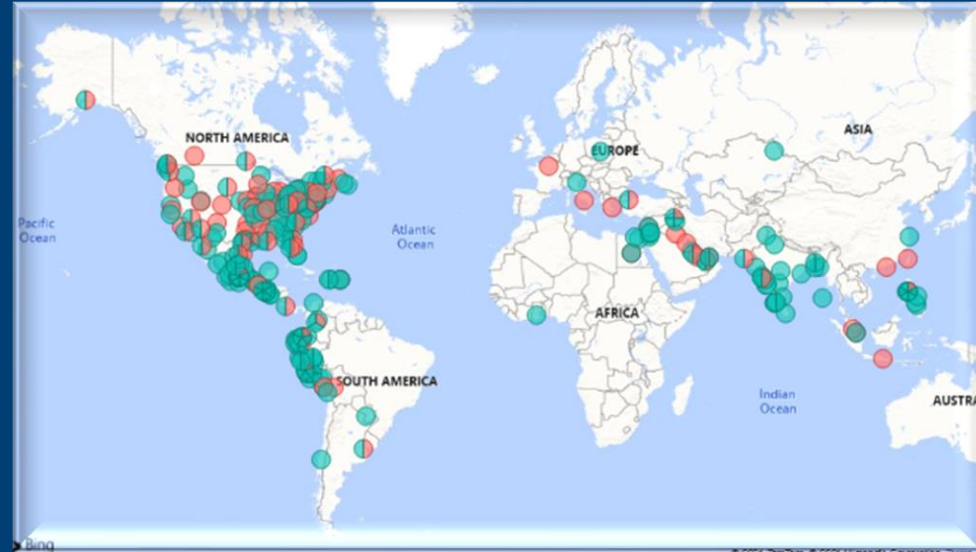 NORTH AMERICA
ASIA
EUROPE
Pacific
Ocean
Atlantic
Ocean
AFRICA
SOUTH AMERICA
Indian
Ocean
AUSTRA
Bing